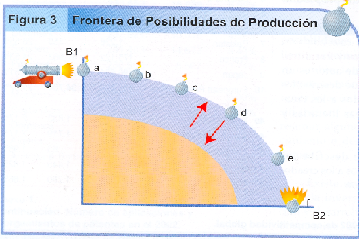 Figura 3 Frontera de Posibilidades de Producción
B1
a
b
c
d
e
f
B2